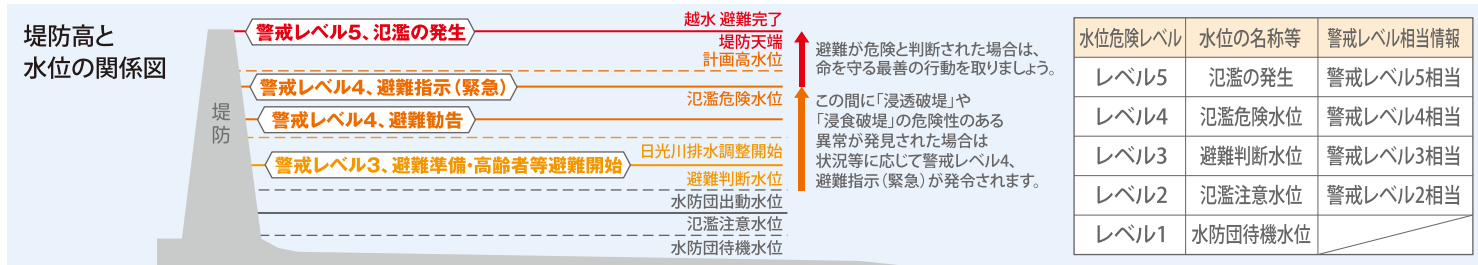 堤防高と
水位の関係図
堤防
警戒レベル5、氾濫の発生
警戒レベル4、避難指示（緊急）
警戒レベル4、避難勧告
警戒レベル3、避難準備・高齢者等避難開始
越水 避難完了
堤防天端
計画高水位
氾濫危険水位
日光川排水調整開始
避難判断水位
水防団出動水位
氾濫注意水位
水防団待機水位
避難が危険と判断された場合は、
命を守る最善の行動を取りましょう。
この間に「浸透破堤」や
「浸食破堤」の危険性のある
異常が発見された場合は
状況等に応じて警戒レベル4、
避難指示（緊急）が発令されます。
水位危険レベル 水位の名称等 警戒レベル相当情報
レベル5 氾濫の発生 警戒レベル5相当
レベル4 氾濫危険水位 警戒レベル4相当
レベル3 避難判断水位 警戒レベル3相当
レベル2 氾濫注意水位 警戒レベル2相当
レベル1 水防団待機水位